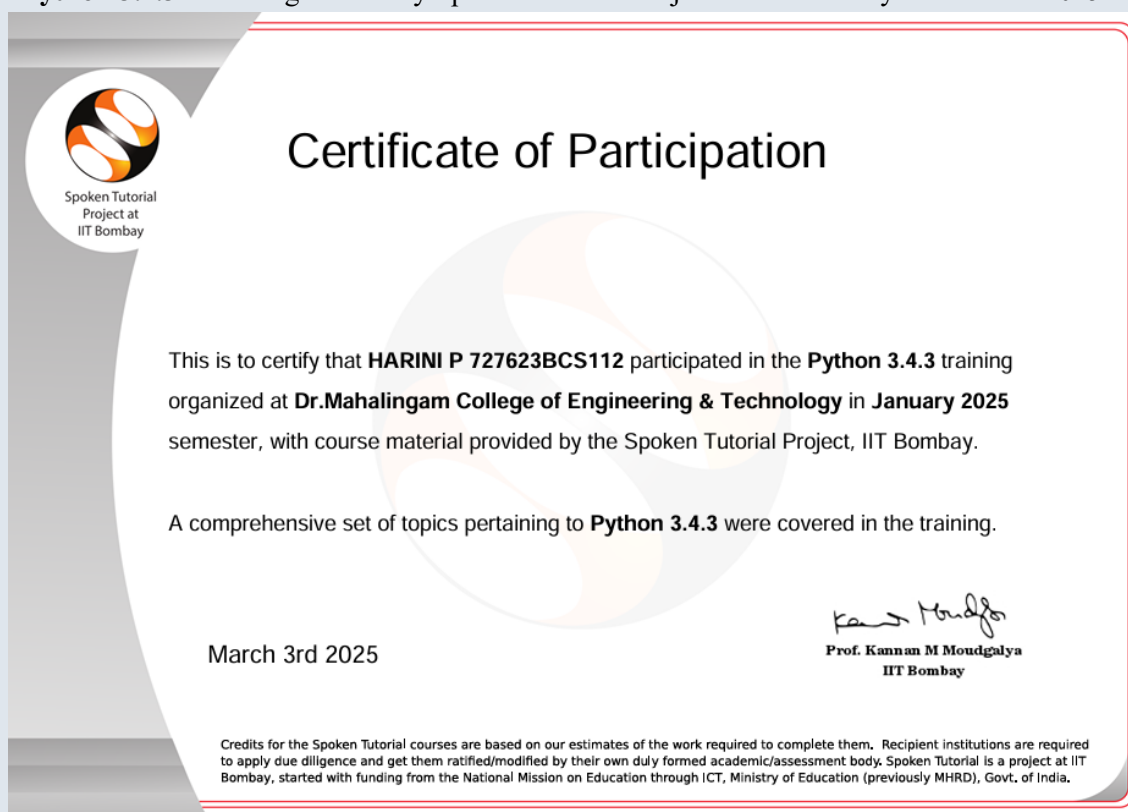 Spoken Tutorial
Project at
IIT Bombay
Certificate of Participation
This is to certify that HARINI P 727623BCS112 participated in the Python 3.4.3 training
organized at Dr.Mahalingam College of Engineering & Technology in January 2025
semester, with course material provided by the Spoken Tutorial Project, IIT Bombay.
A comprehensive set of topics pertaining to Python 3.4.3 were covered in the training.
March 3rd 2025
Prof. Kannan M Moudgalya
IIT Bombay
Credits for the Spoken Tutorial courses are based on our estimates of the work required to complete them. Recipient institutions are required
to apply due diligence and get them ratified/modified by their own duly formed academic/assessment body. Spoken Tutorial is a project at IIT
Bombay, started with funding from the National Mission on Education through ICT, Ministry of Education (previously MHRD), Govt. of India.